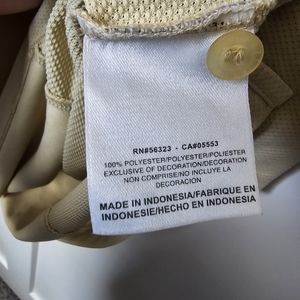 RN#56323 - CA#05553
100% POLYESTER/POLYESTER/POLIESTER
EXCLUSIVE OF DECORATION/DECORATION
NON COMPRISE/NO INCLUYE LA
DECORACION
MADE IN INDONESIA/FABRIQUE EN
INDONESIE/HECHO EN INDONESIA